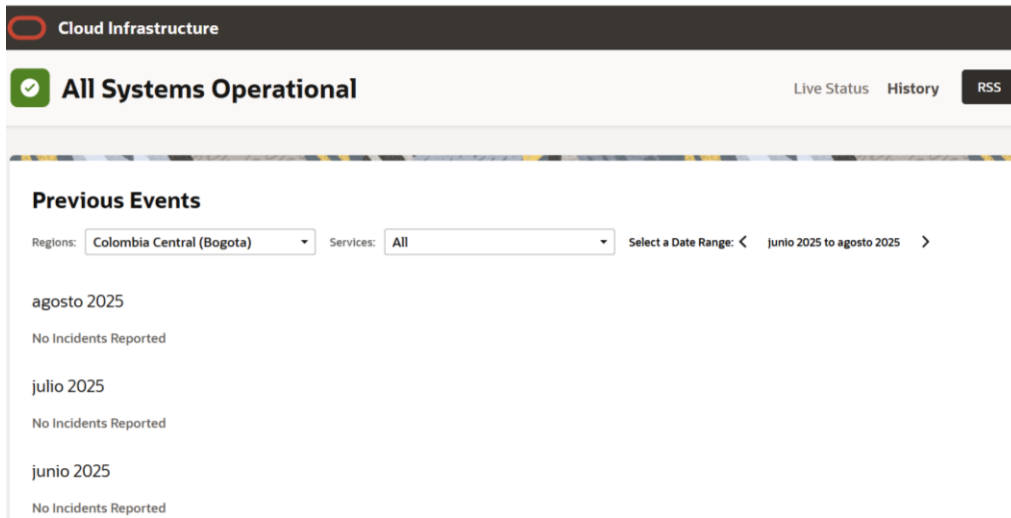 Cloud Infrastructure
All Systems Operational
Live Status History RSS
Previous Events
Regions: Colombia Central (Bogota) Services: All Select a Date Range: junio 2025 to agosto 2025
agosto 2025
No Incidents Reported
julio 2025
No Incidents Reported
junio 2025
No Incidents Reported